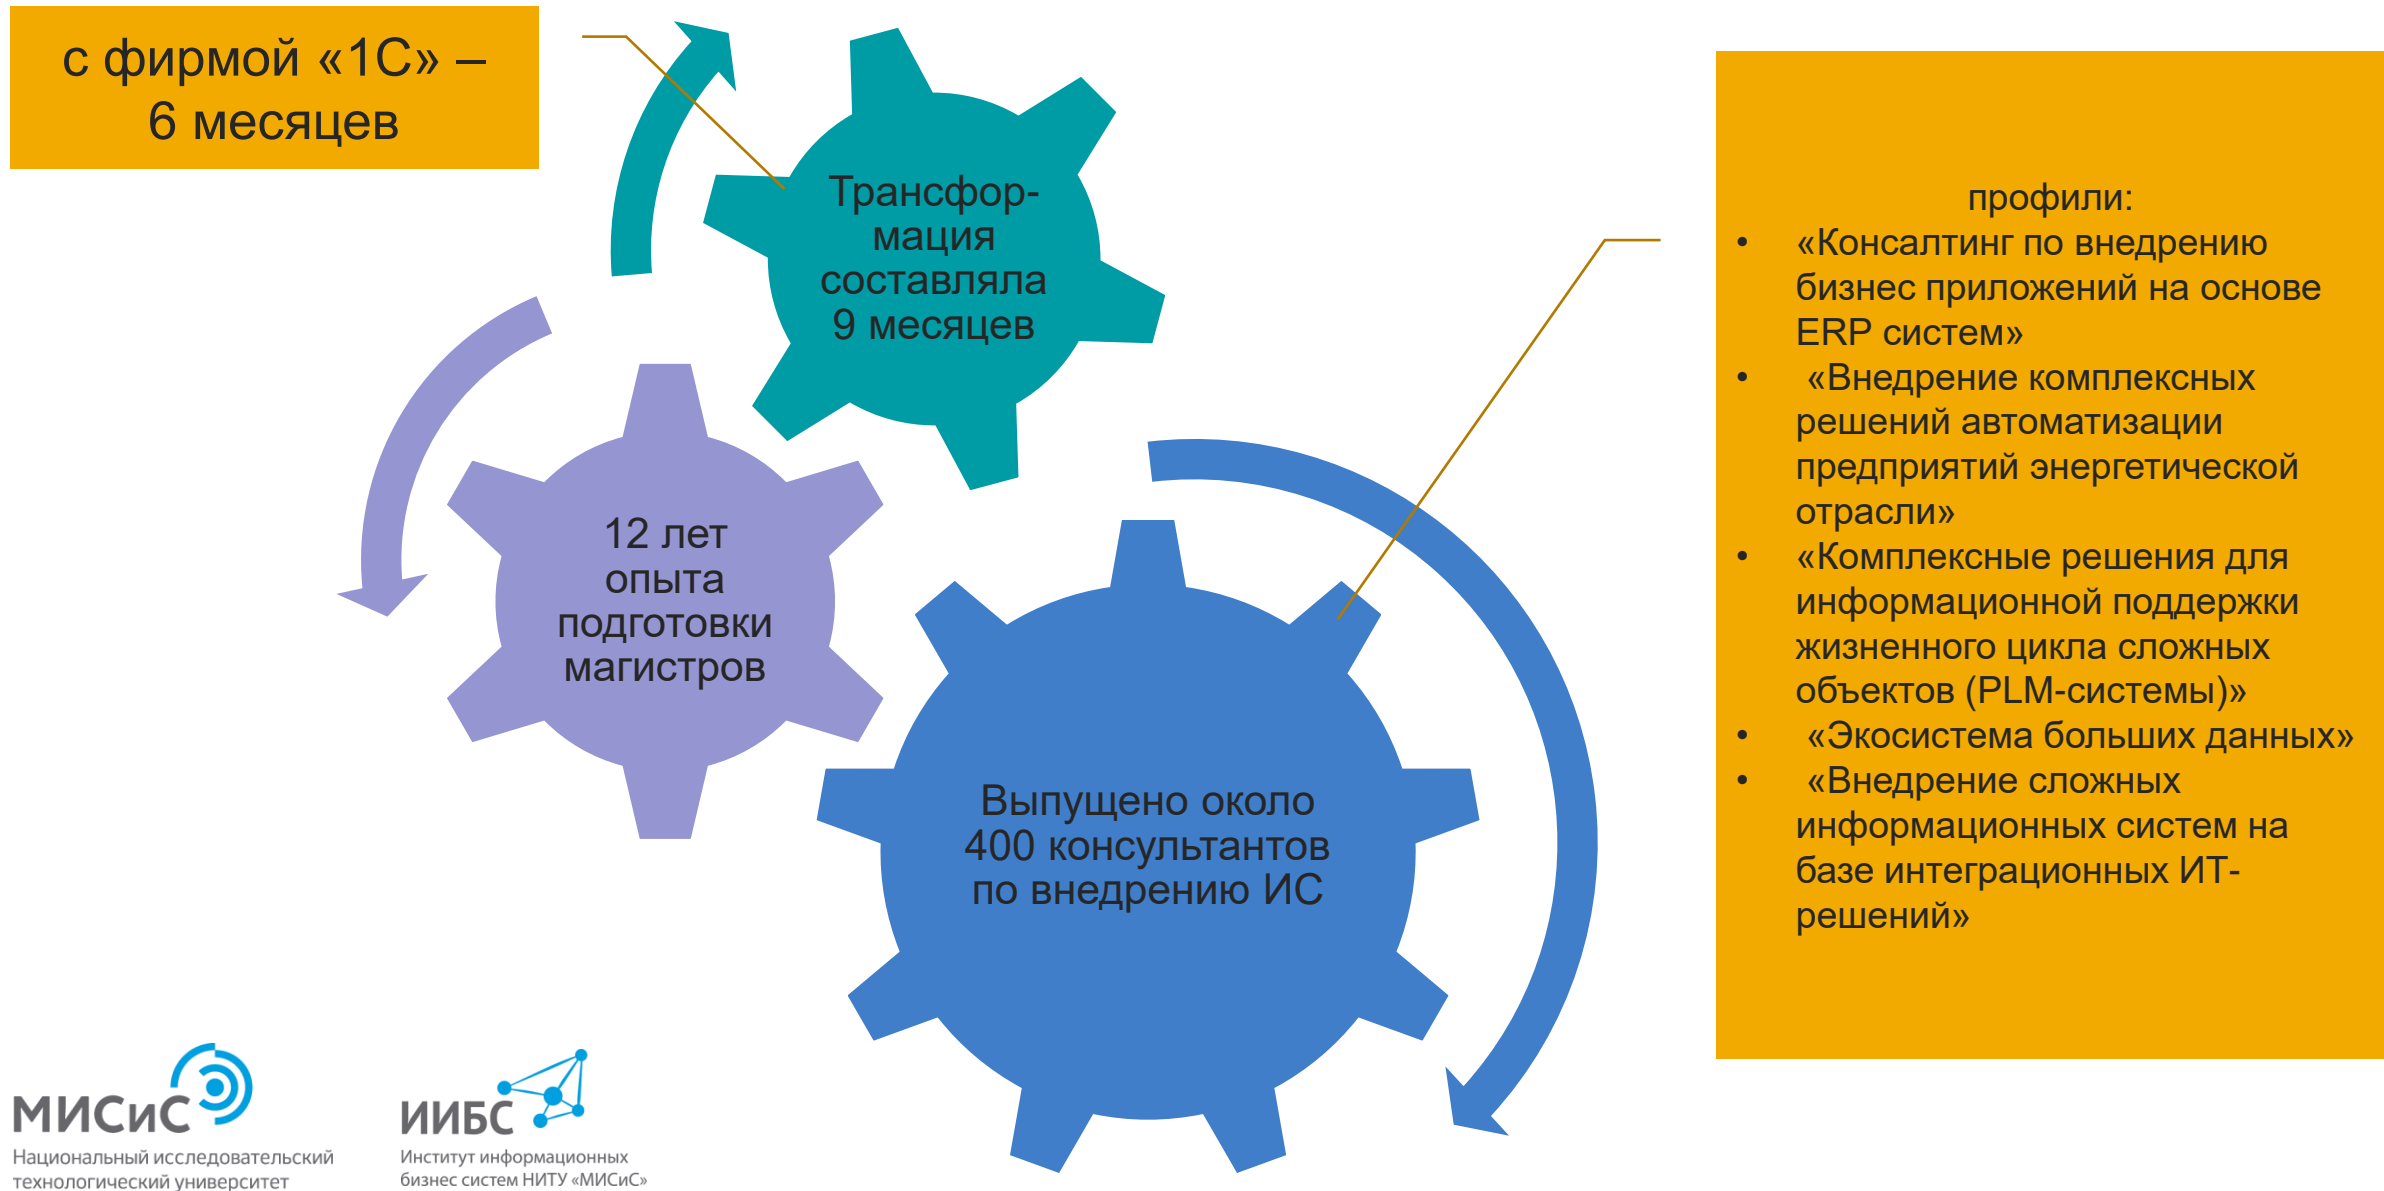 с фирмой «1С» –
6 месяцев
Трансфор-
мация
составляла
9 месяцев
12 лет
опыта
подготовки
магистров
Выпущено около
400 консультантов
по внедрению ИС
профили:
• «Консалтинг по внедрению
бизнес приложений на основе
ERP систем»
• «Внедрение комплексных
решений автоматизации
предприятий энергетической
отрасли»
• «Комплексные решения для
информационной поддержки
жизненного цикла сложных
объектов (PLM-системы)»
• «Экосистема больших данных»
• «Внедрение сложных
информационных систем на
базе интеграционных ИТ-
решений»
МИСиС
Национальный исследовательский
технологический университет
ИИБС
Институт информационных
бизнес систем НИТУ «МИСиС»